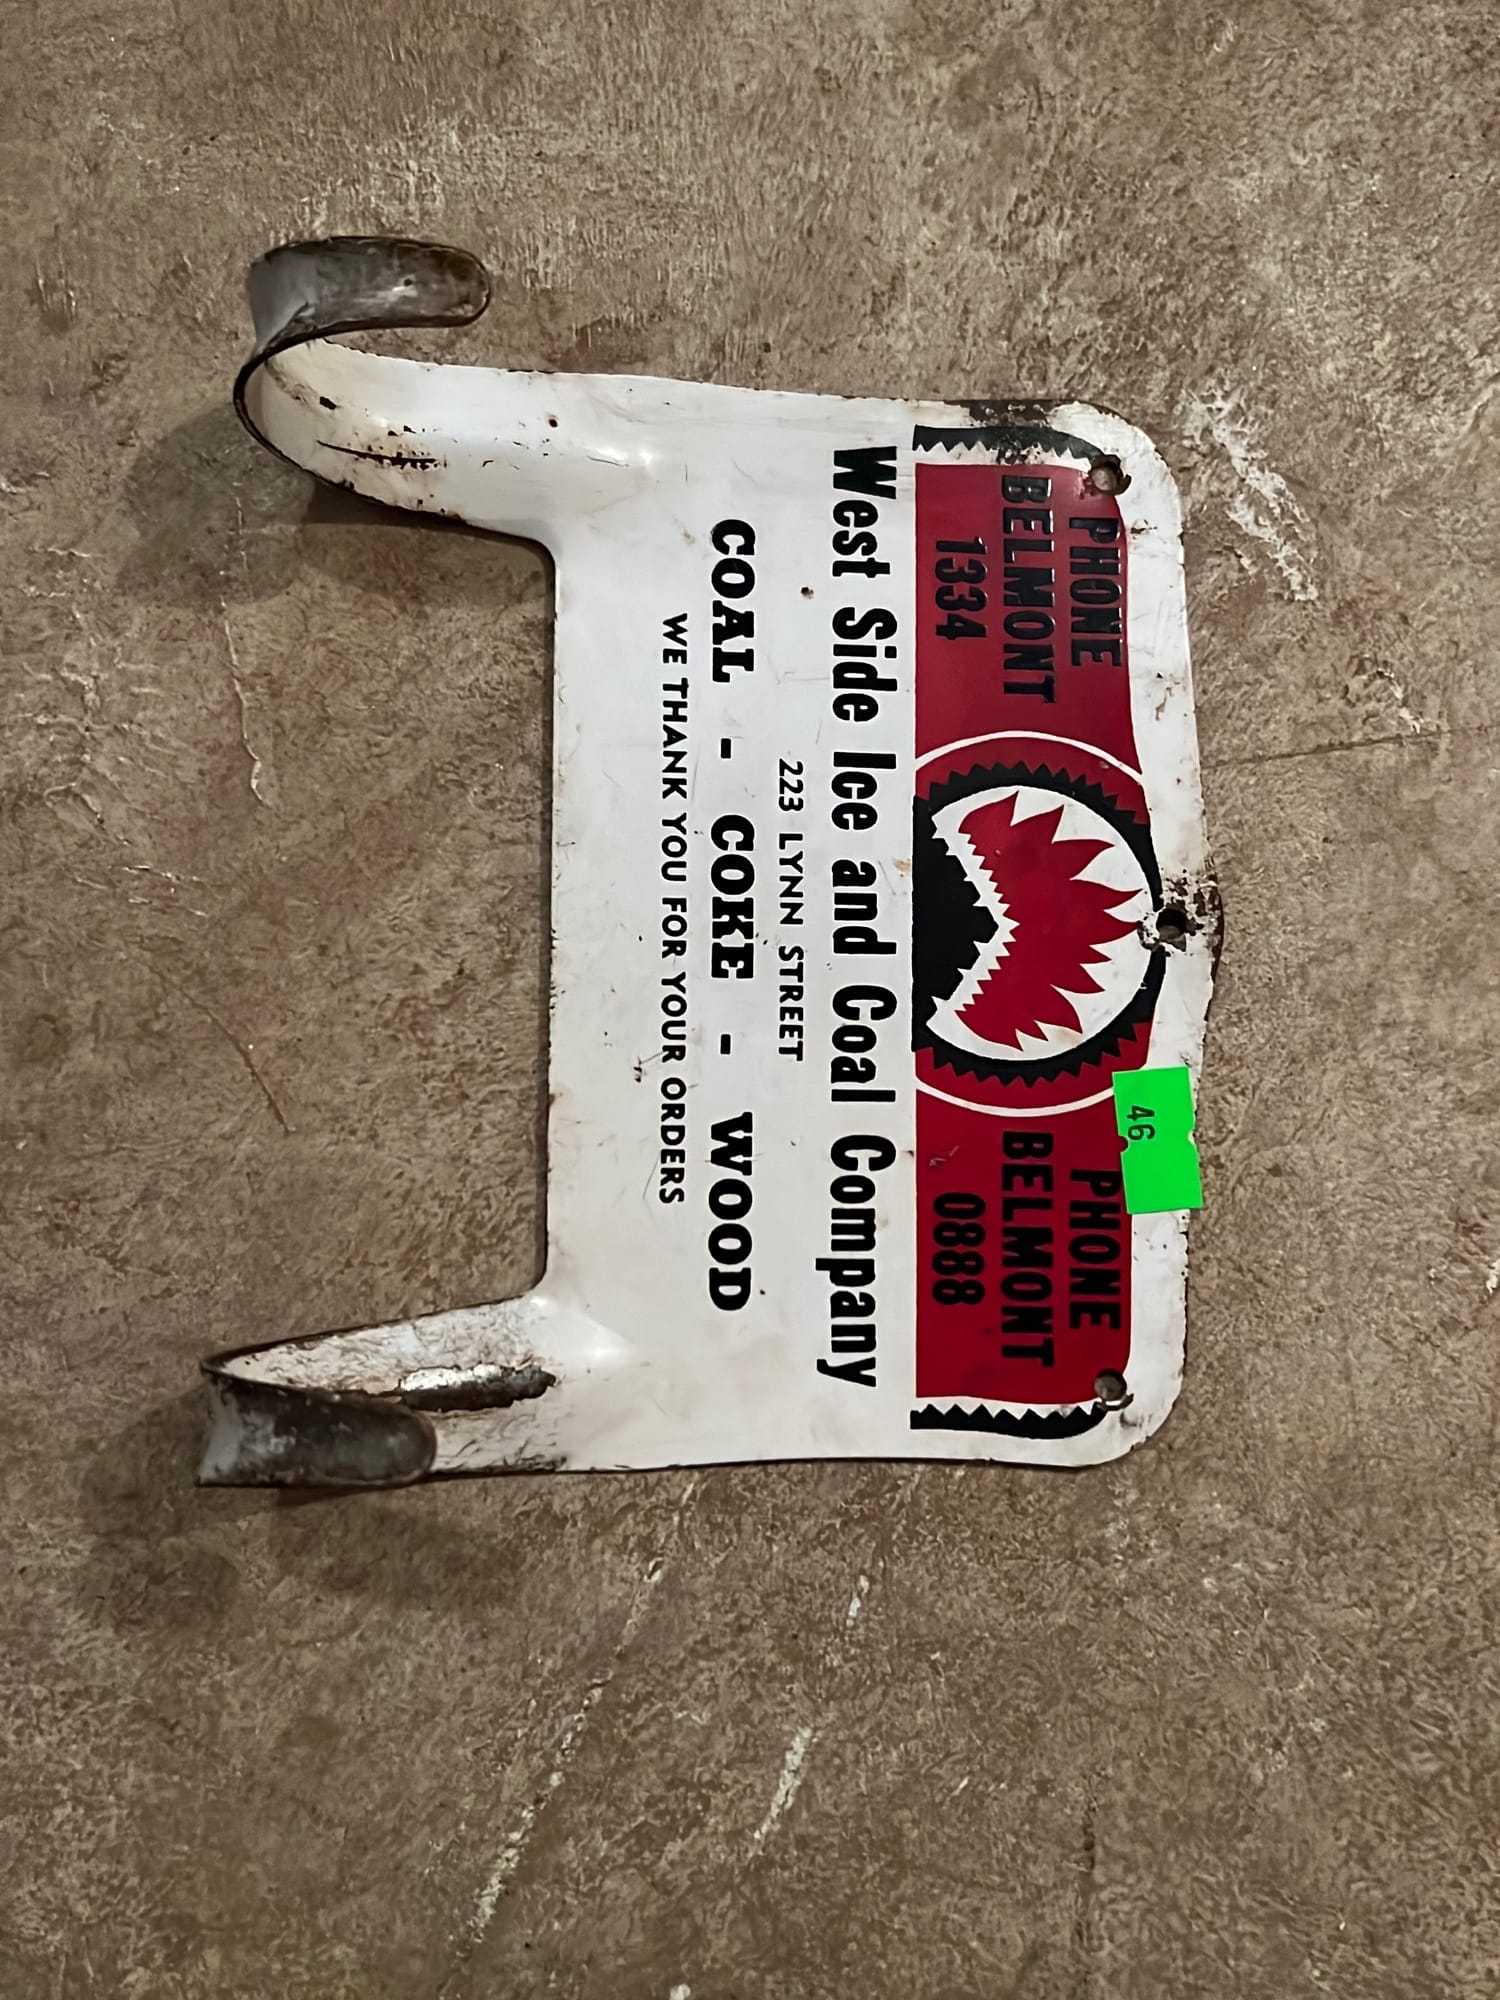 PHONE
BELMONT
1334
PHONE
BELMONT
0888
West Side Ice and Coal Company
223 LYNN STREET
COAL - COKE - WOOD
WE THANK YOU FOR YOUR ORDERS
46